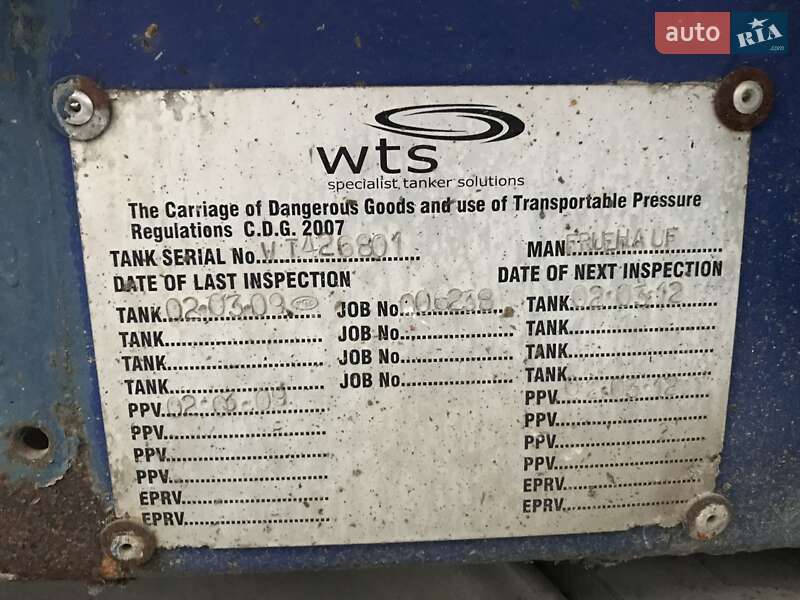 auto RIA.com
wts
specialist tanker solutions
The Carriage of Dangerous Goods and use of Transportable Pressure
Regulations C.D.G. 2007
TANK SERIAL No. WT426801 MAN. FRUEHAUF
DATE OF LAST INSPECTION DATE OF NEXT INSPECTION
TANK 02-03-09 JOB No. 006238 TANK 02-03-12
TANK JOB No. TANK
TANK JOB No. TANK
TANK JOB No. TANK
PPV 02-03-09 PPV
PPV PPV
PPV PPV
PPV PPV
EPRV EPRV
EPRV